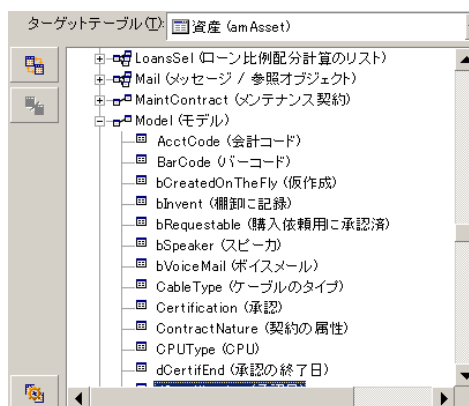 ターゲットテーブル(T): 資産 (amAsset)
LoansSel (ローン比例配分計算のリスト)
Mail (メッセージ / 参照オブジェクト)
MaintContract (メンテナンス契約)
Model (モデル)
AcctCode (会計コード)
BarCode (バーコード)
bCreatedOnTheFly (仮作成)
bInvent (棚卸に記録)
bRequestable (購入依頼用に承認済)
bSpeaker (スピーカ)
bVoiceMail (ボイスメール)
CableType (ケーブルのタイプ)
Certification (承認)
ContractNature (契約の属性)
CPUType (CPU)
dCertifEnd (承認の終了日)